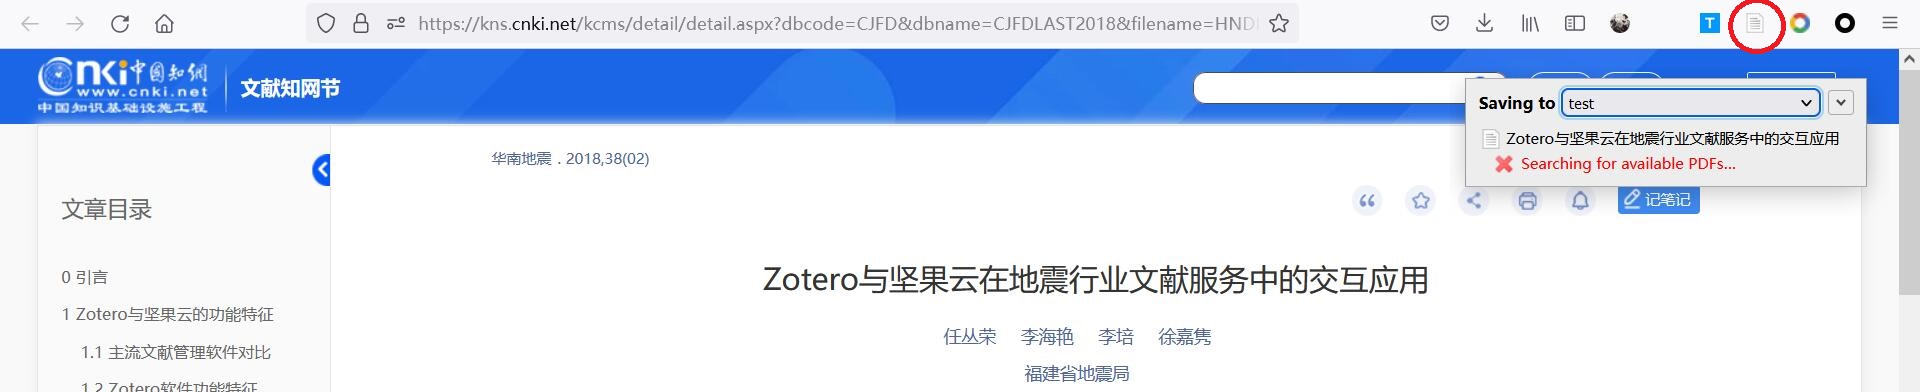 https://kns.cnki.net/kcms/detail/detail.aspx?dbcode=CJFD&dbname=CJFDLAST2018&filename=HND
T
cnki 中国知网
www.cnki.net
中国知识基础设施工程
文献知网节
Saving to test
Zotero与坚果云在地震行业文献服务中的交互应用
Searching for available PDFs...
华南地震 . 2018,38(02)
记笔记
文章目录
Zotero与坚果云在地震行业文献服务中的交互应用
0 引言
1 Zotero与坚果云的功能特征
任丛荣 李海艳 李培 徐嘉隽
1.1 主流文献管理软件对比
福建省地震局
1.2 Zotero软件功能特征